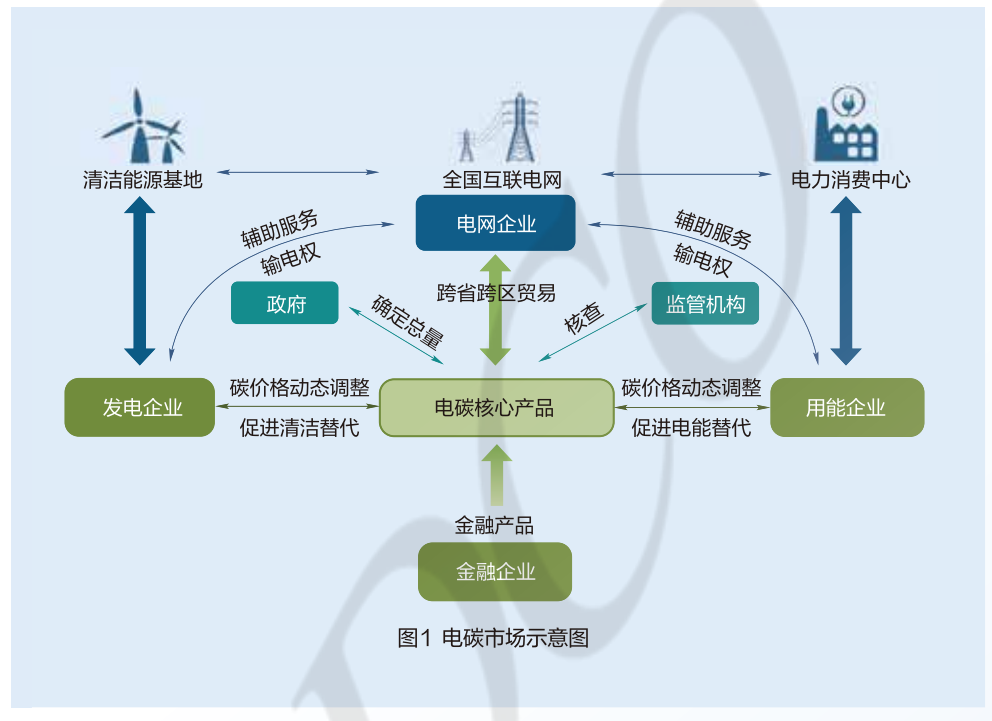 清洁能源基地
全国互联电网
电力消费中心
电网企业
辅助服务
输电权
辅助服务
输电权
跨省跨区贸易
政府
确定总量
核查
监管机构
发电企业
碳价格动态调整
促进清洁替代
电碳核心产品
碳价格动态调整
促进电能替代
用能企业
金融产品
金融企业
图1 电碳市场示意图